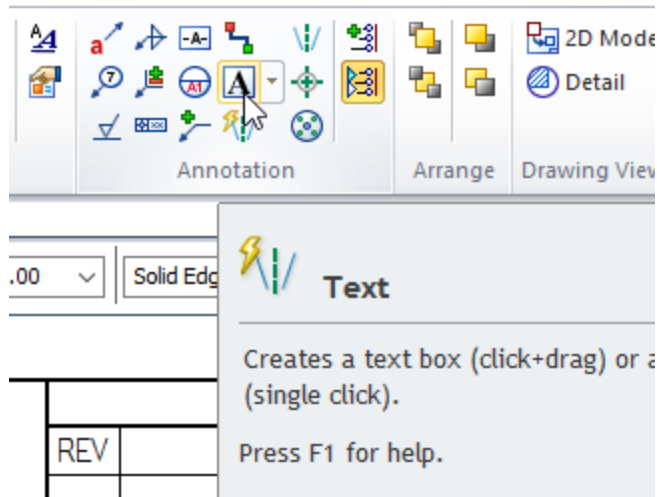 2D Mode
Detail
Annotation
Arrange
Drawing View
.00
Solid Edg
Text
Creates a text box (click+drag) or a
(single click).
REV
Press F1 for help.